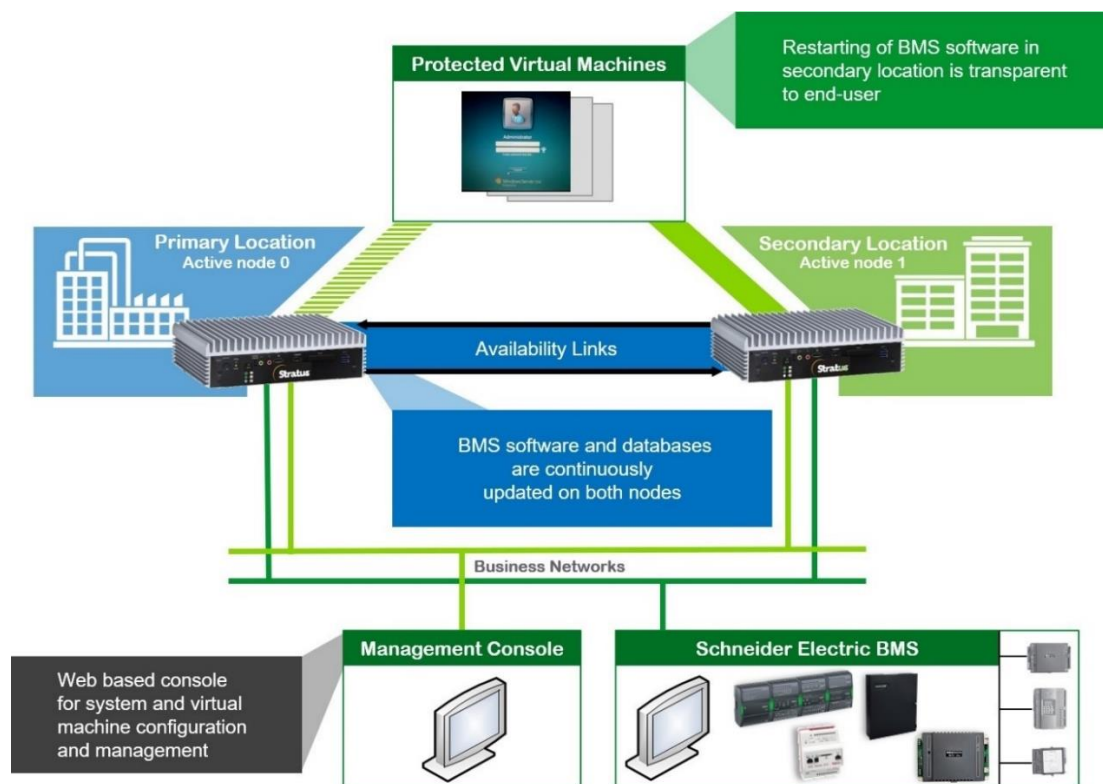 Protected Virtual Machines
Restarting of BMS software in
secondary location is transparent
to end-user
Administrator
Primary Location
Active node 0
Secondary Location
Active node 1
Availability Links
Stratus
Stratus
BMS software and databases
are continuously
updated on both nodes
Business Networks
Management Console
Schneider Electric BMS
Web based console
for system and virtual
machine configuration
and management